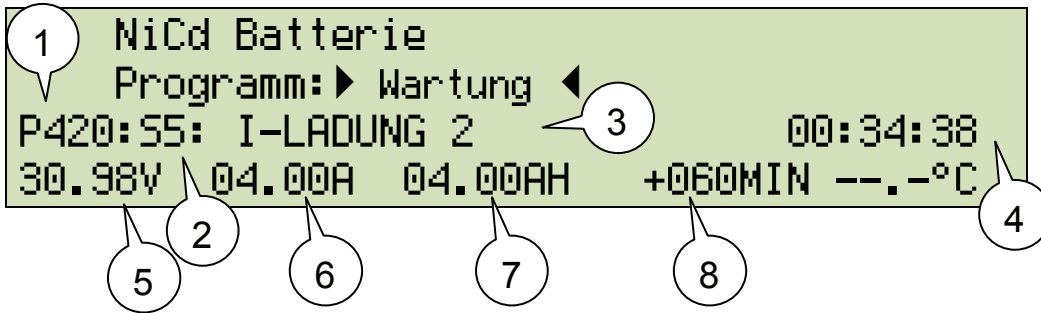 NiCd Batterie
Programm:▶ Wartung ◀
P420:S5: I-LADUNG 2 00:34:38
30.98V 04.00A 04.00AH +060MIN --.-°C
1
2
3
4
5
6
7
8